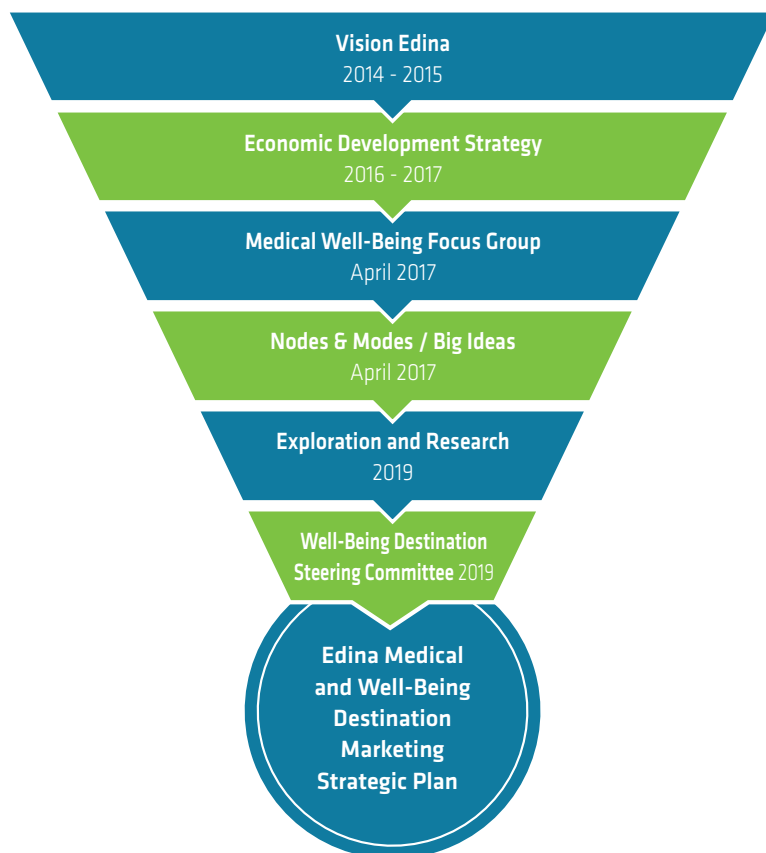 Vision Edina
2014 - 2015
Economic Development Strategy
2016 - 2017
Medical Well-Being Focus Group
April 2017
Nodes & Modes / Big Ideas
April 2017
Exploration and Research
2019
Well-Being Destination
Steering Committee 2019
Edina Medical
and Well-Being
Destination
Marketing
Strategic Plan